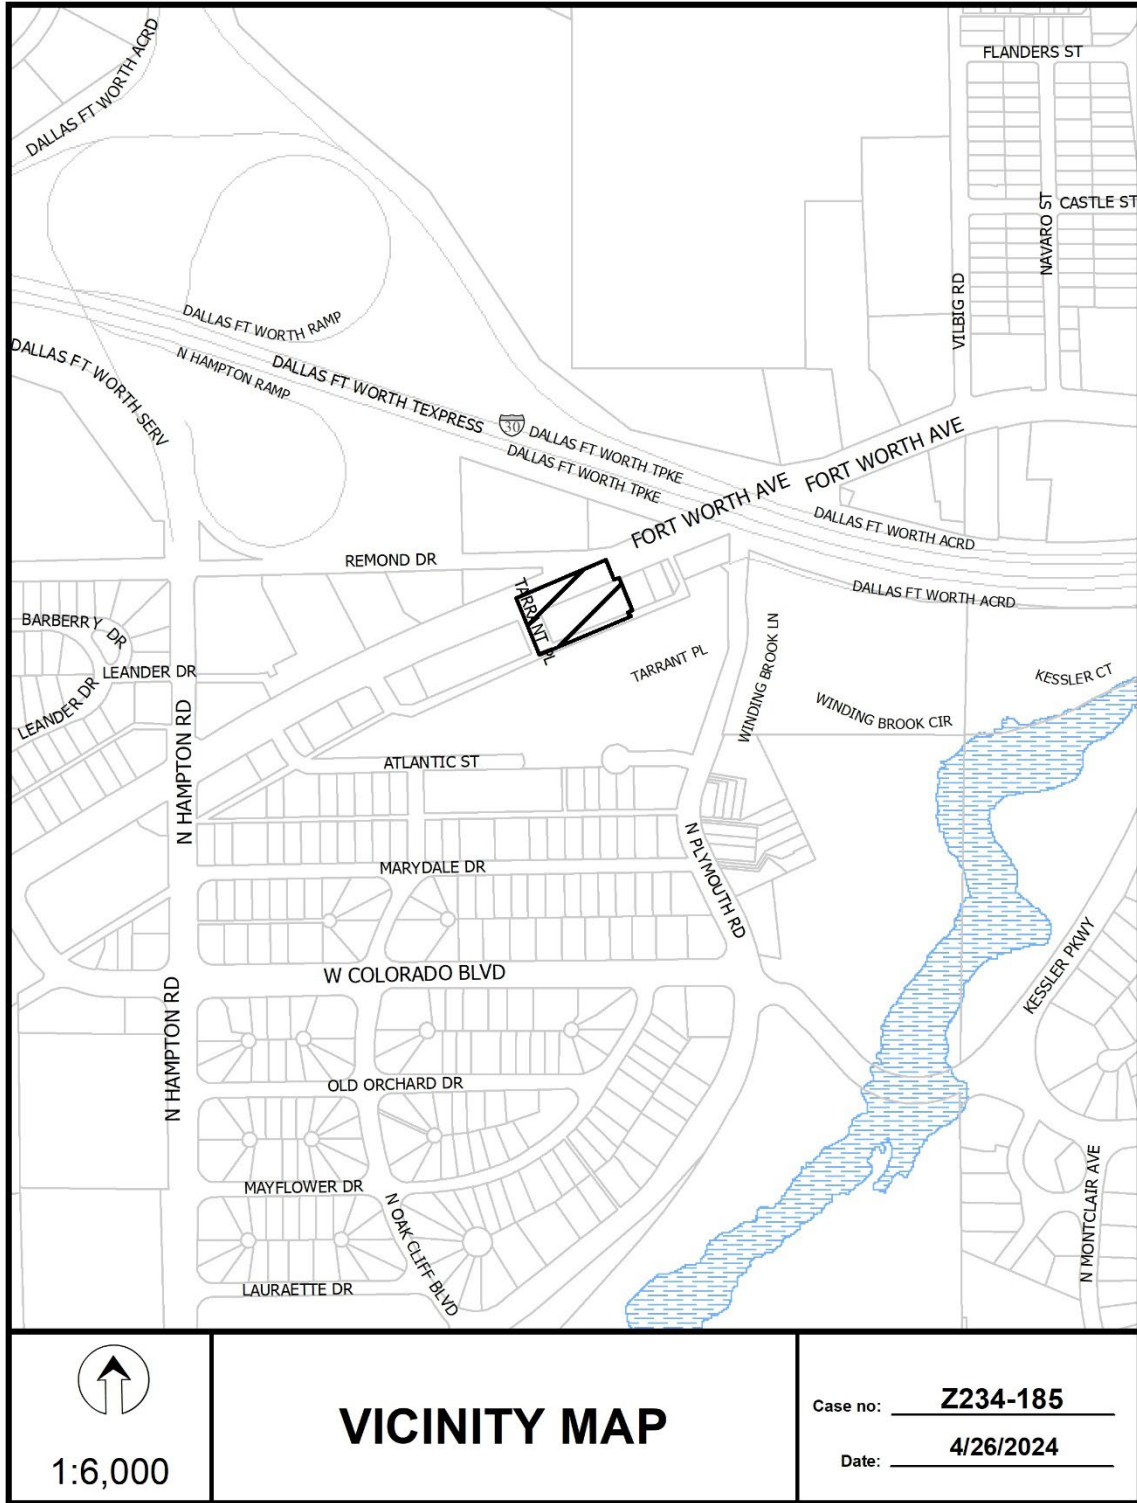 FLANDERS ST
DALLAS FT WORTH ACRD
CASTLE ST
NAVARO ST
VILBIG RD
DALLAS FT WORTH RAMP
DALLAS FT WORTH SERV
N HAMPTON RAMP
DALLAS FT WORTH TEXPRESS
30
DALLAS FT WORTH TPKE
DALLAS FT WORTH TPKE
FORT WORTH AVE
FORT WORTH AVE
DALLAS FT WORTH ACRD
REMOND DR
DALLAS FT WORTH ACRD
TARRANT PL
BARBERRY DR
LEANDER DR
LEANDER DR
TARRANT PL
WINDING BROOK LN
KESSLER CT
WINDING BROOK CIR
N HAMPTON RD
ATLANTIC ST
MARYDALE DR
N PLYMOUTH RD
W COLORADO BLVD
KESSLER PKWY
N HAMPTON RD
OLD ORCHARD DR
MAYFLOWER DR
N OAK CLIFF BLVD
N MONTCLAIR AVE
LAURAETTE DR
1:6,000
VICINITY MAP
Case no: Z234-185
Date: 4/26/2024